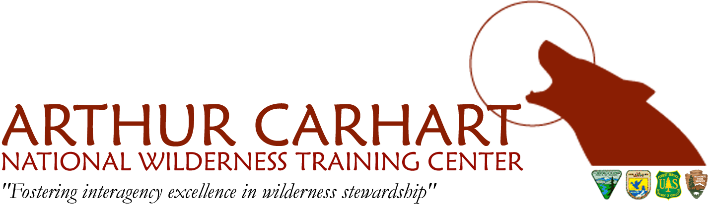 ARTHUR CARHART
NATIONAL WILDERNESS TRAINING CENTER
"Fostering interagency excellence in wilderness stewardship"